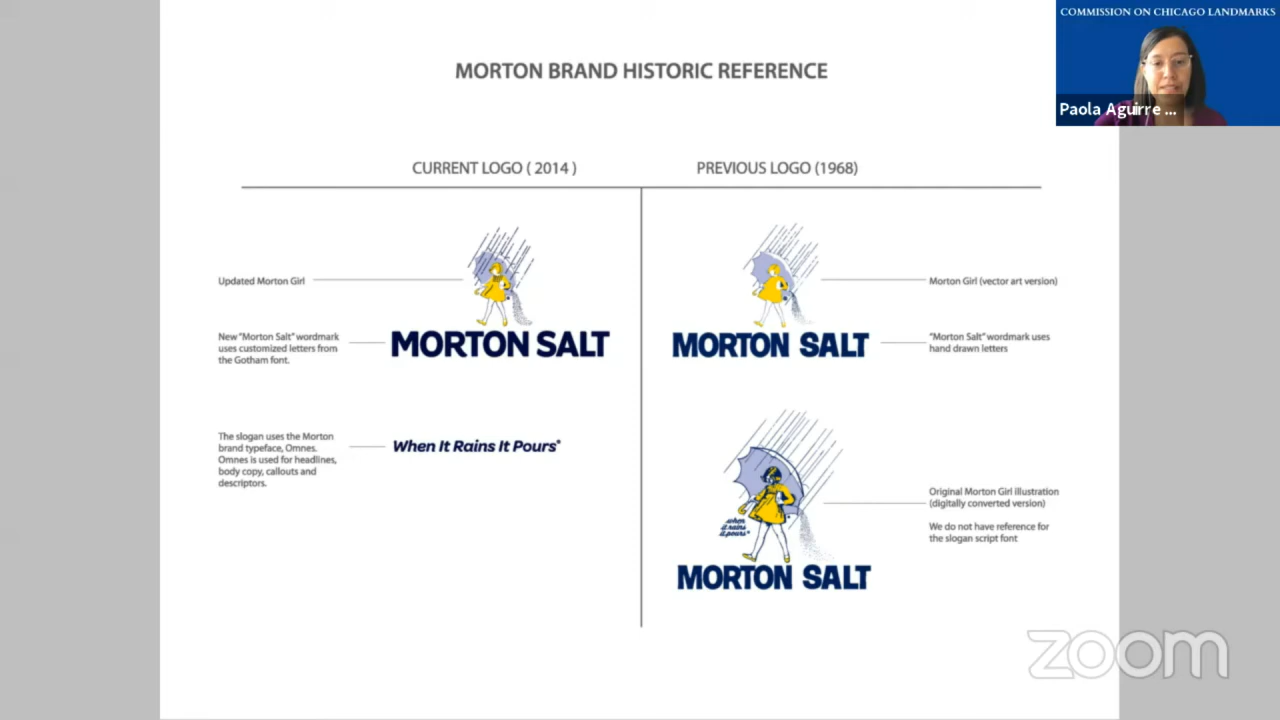 COMMISSION ON CHICAGO LANDMARKS
Paola Aguirre ...
MORTON BRAND HISTORIC REFERENCE
CURRENT LOGO ( 2014 )
PREVIOUS LOGO (1968)
Updated Morton Girl
New "Morton Salt" wordmark
uses customized letters from
the Gotham font.
MORTON SALT
The slogan uses the Morton
brand typeface, Omnes.
Omnes is used for headlines,
body copy, callouts and
descriptors.
When It Rains It Pours®
Morton Girl (vector art version)
MORTON SALT
"Morton Salt" wordmark uses
hand drawn letters
when
it rains
it pours®
Original Morton Girl illustration
(digitally converted version)
We do not have reference for
the slogan script font
MORTON SALT
zoom